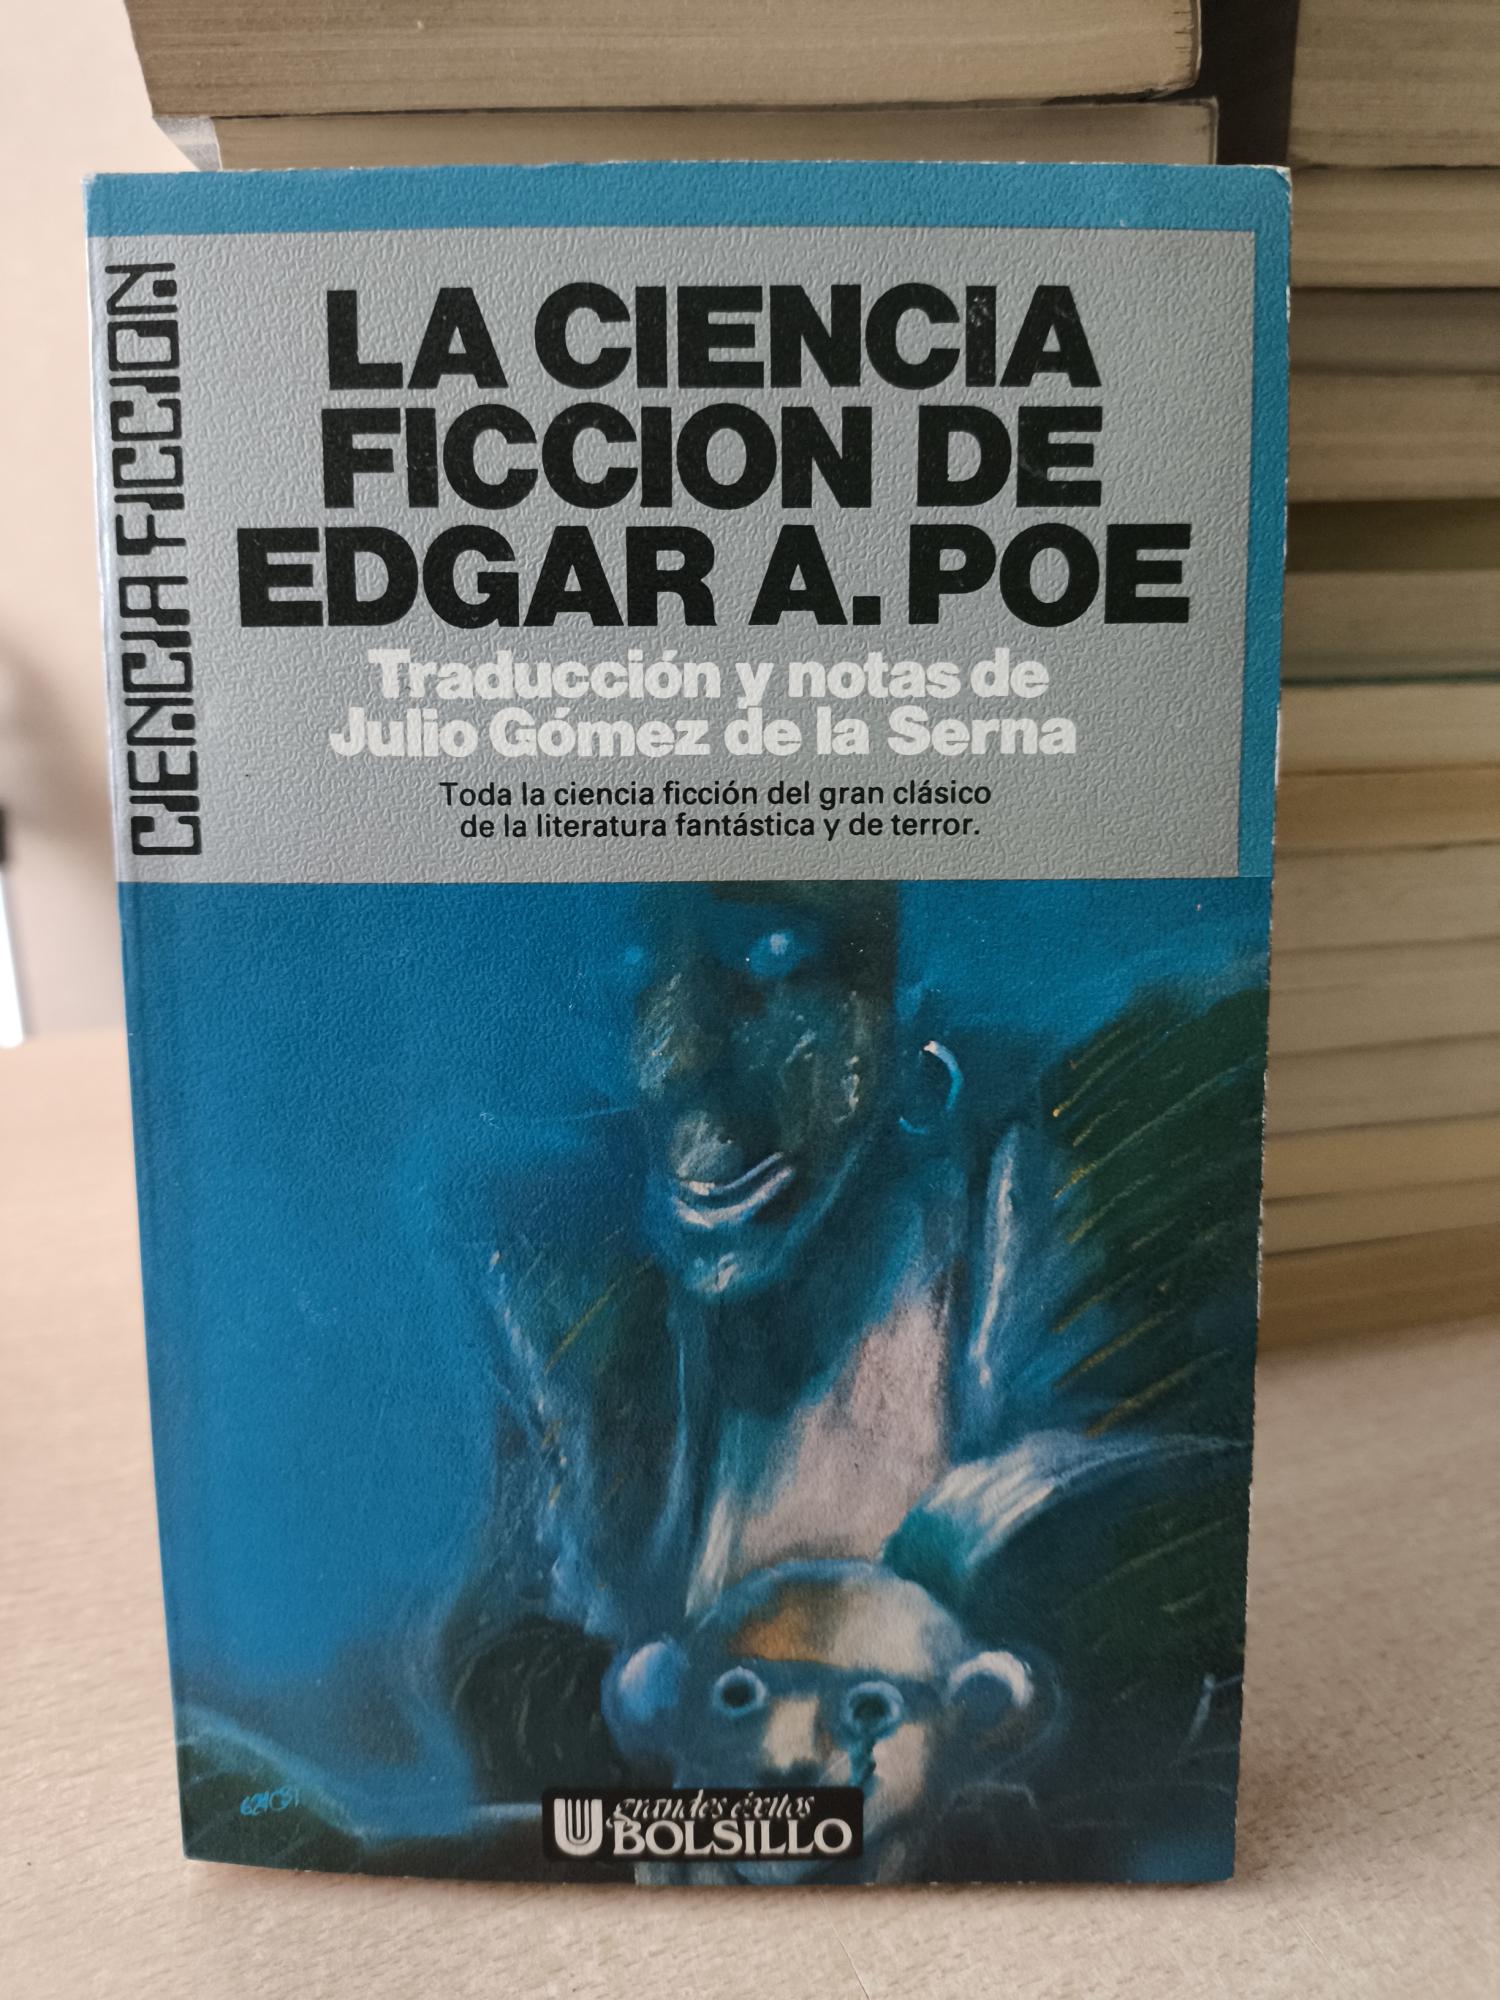 CIENCIA FICCION
LA CIENCIA
FICCION DE
EDGAR A. POE
Traducción y notas de
Julio Gómez de la Serna
Toda la ciencia ficción del gran clásico
de la literatura fantástica y de terror.
grandes éxitos
BOLSILLO